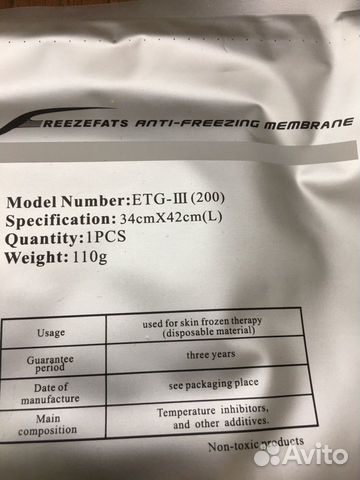 FREEZEFATS ANTI-FREEZING MEMBRANE
Model Number:ETG-III(200)
Specification: 34cmX42cm(L)
Quantity:1PCS
Weight: 110g
Usage used for skin frozen therapy
(disposable material)
Guarantee
period three years
Date of
manufacture see packaging place
Main
composition Temperature inhibitors,
and other additives.
Non-toxic products
Avito